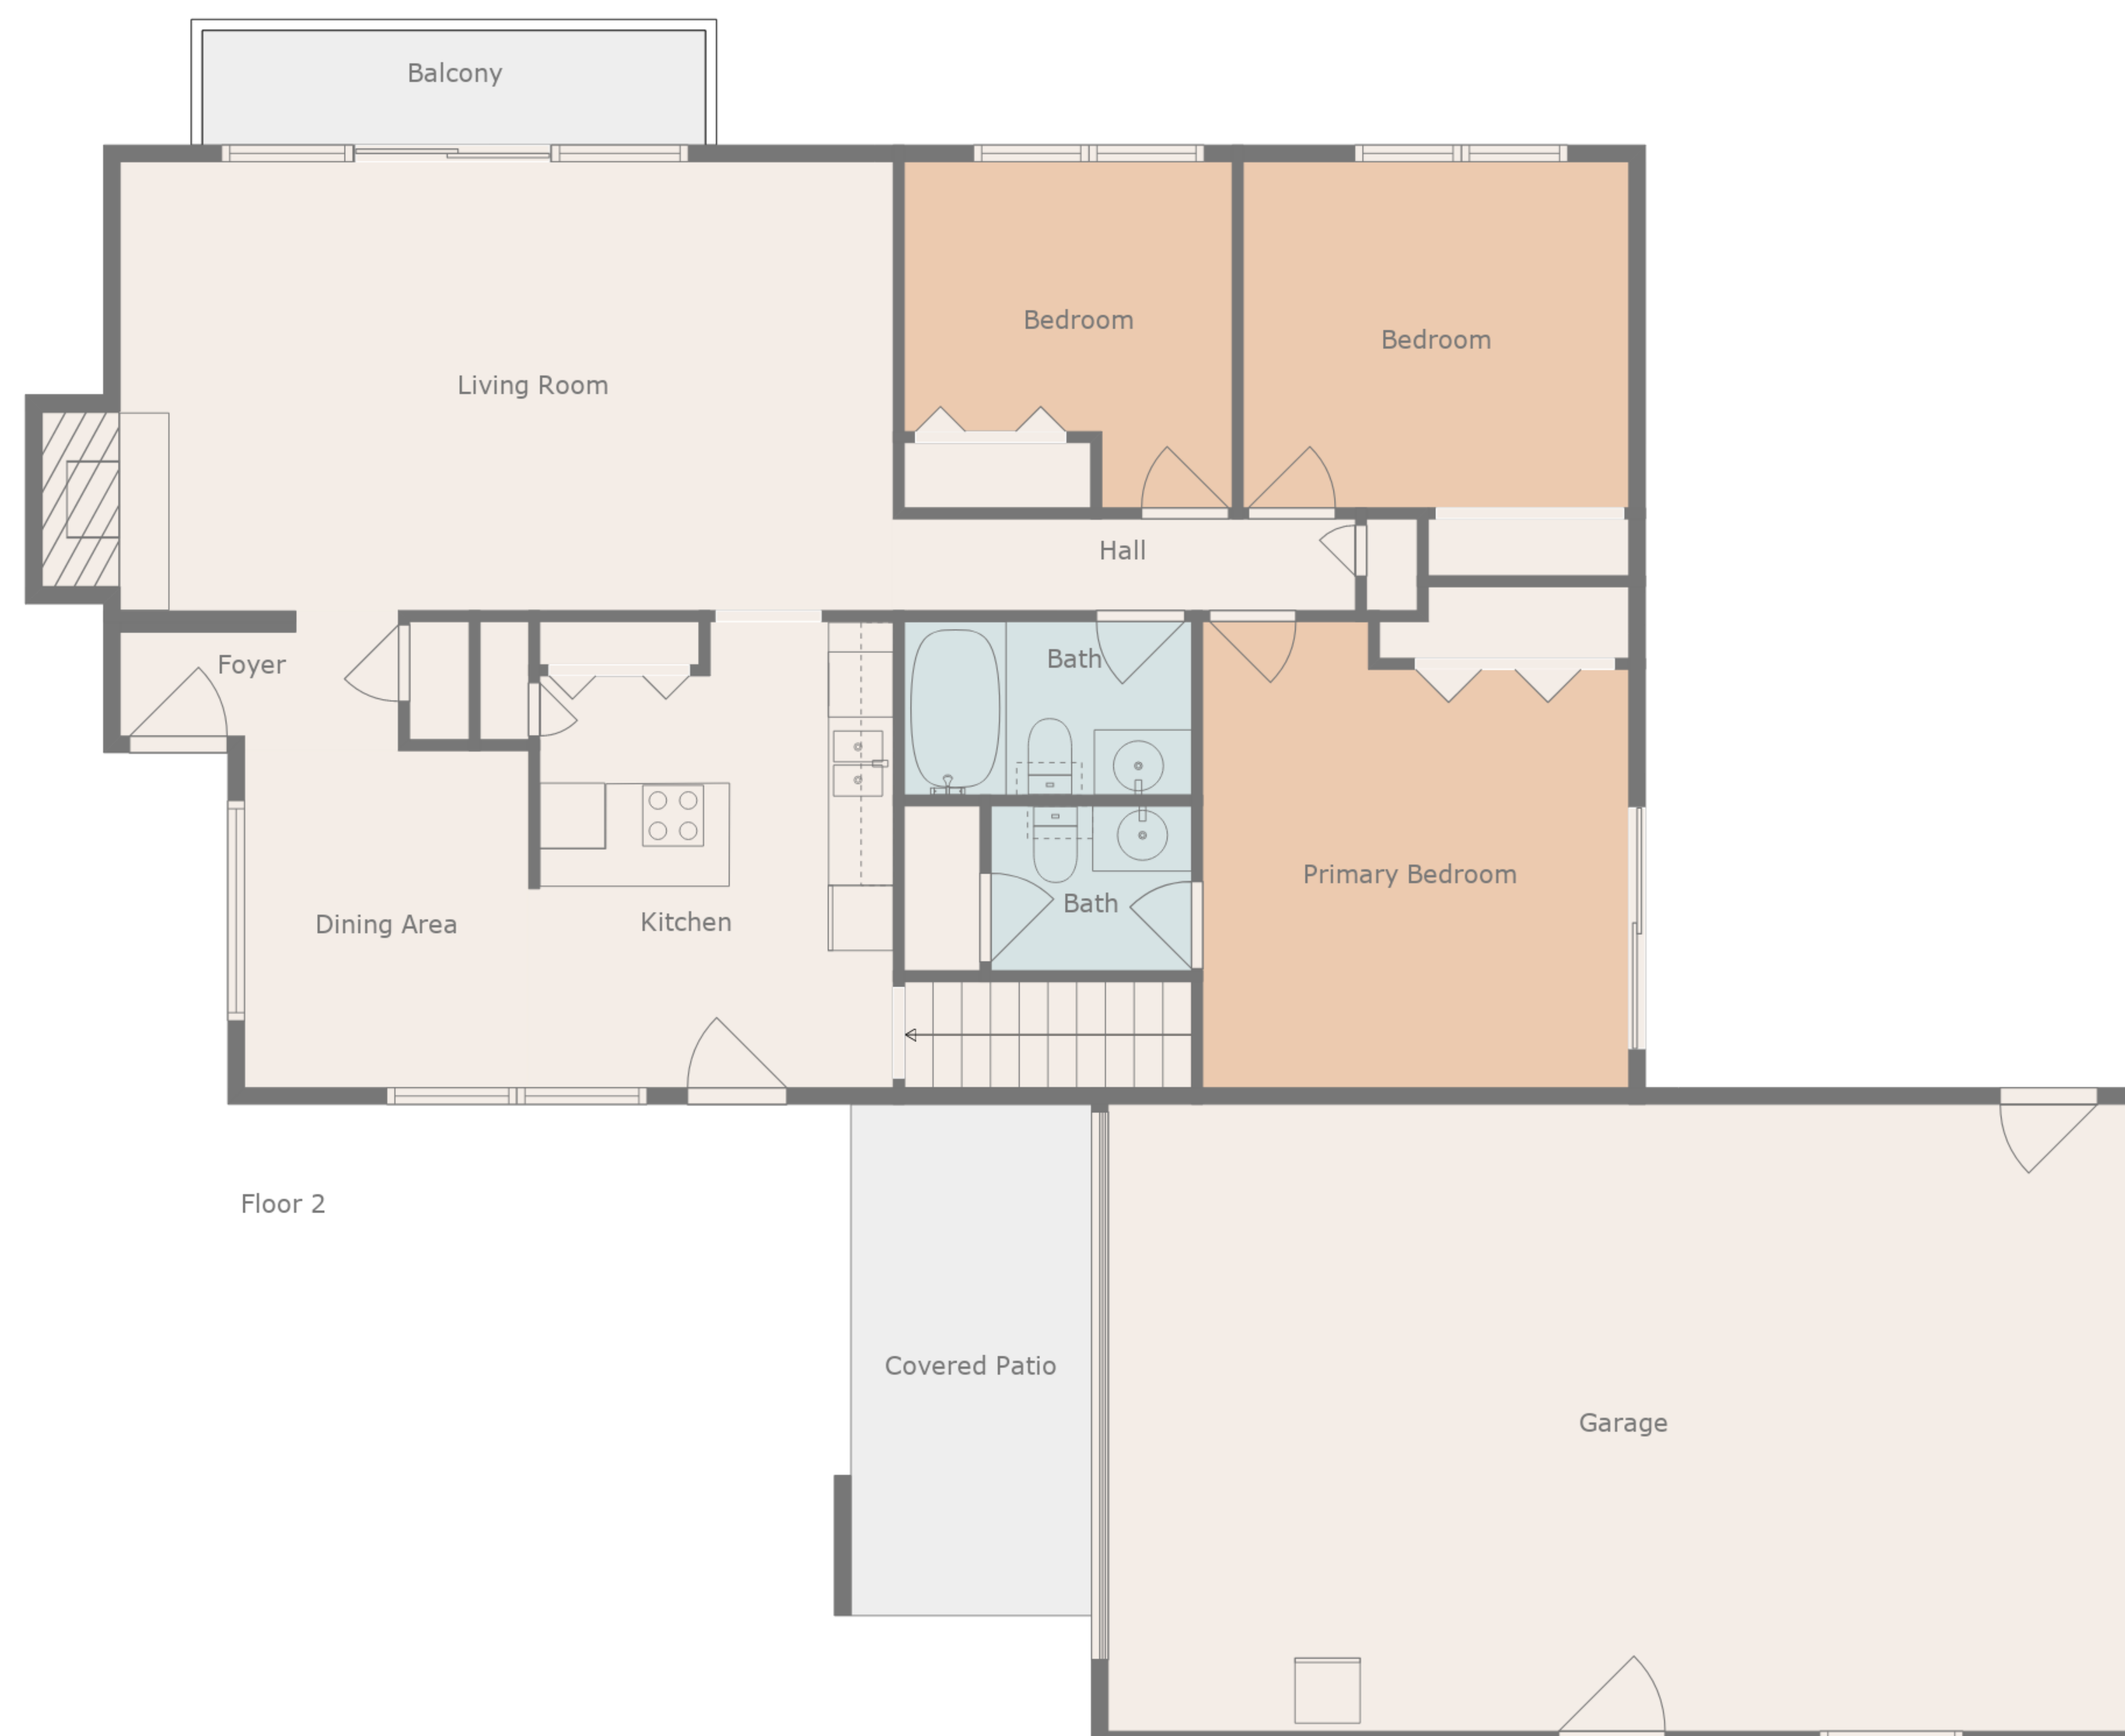 Balcony
Bedroom
Bedroom
Living Room
Hall
Foyer
Bath
Primary Bedroom
Bath
Dining Area
Kitchen
Floor 2
Covered Patio
Garage